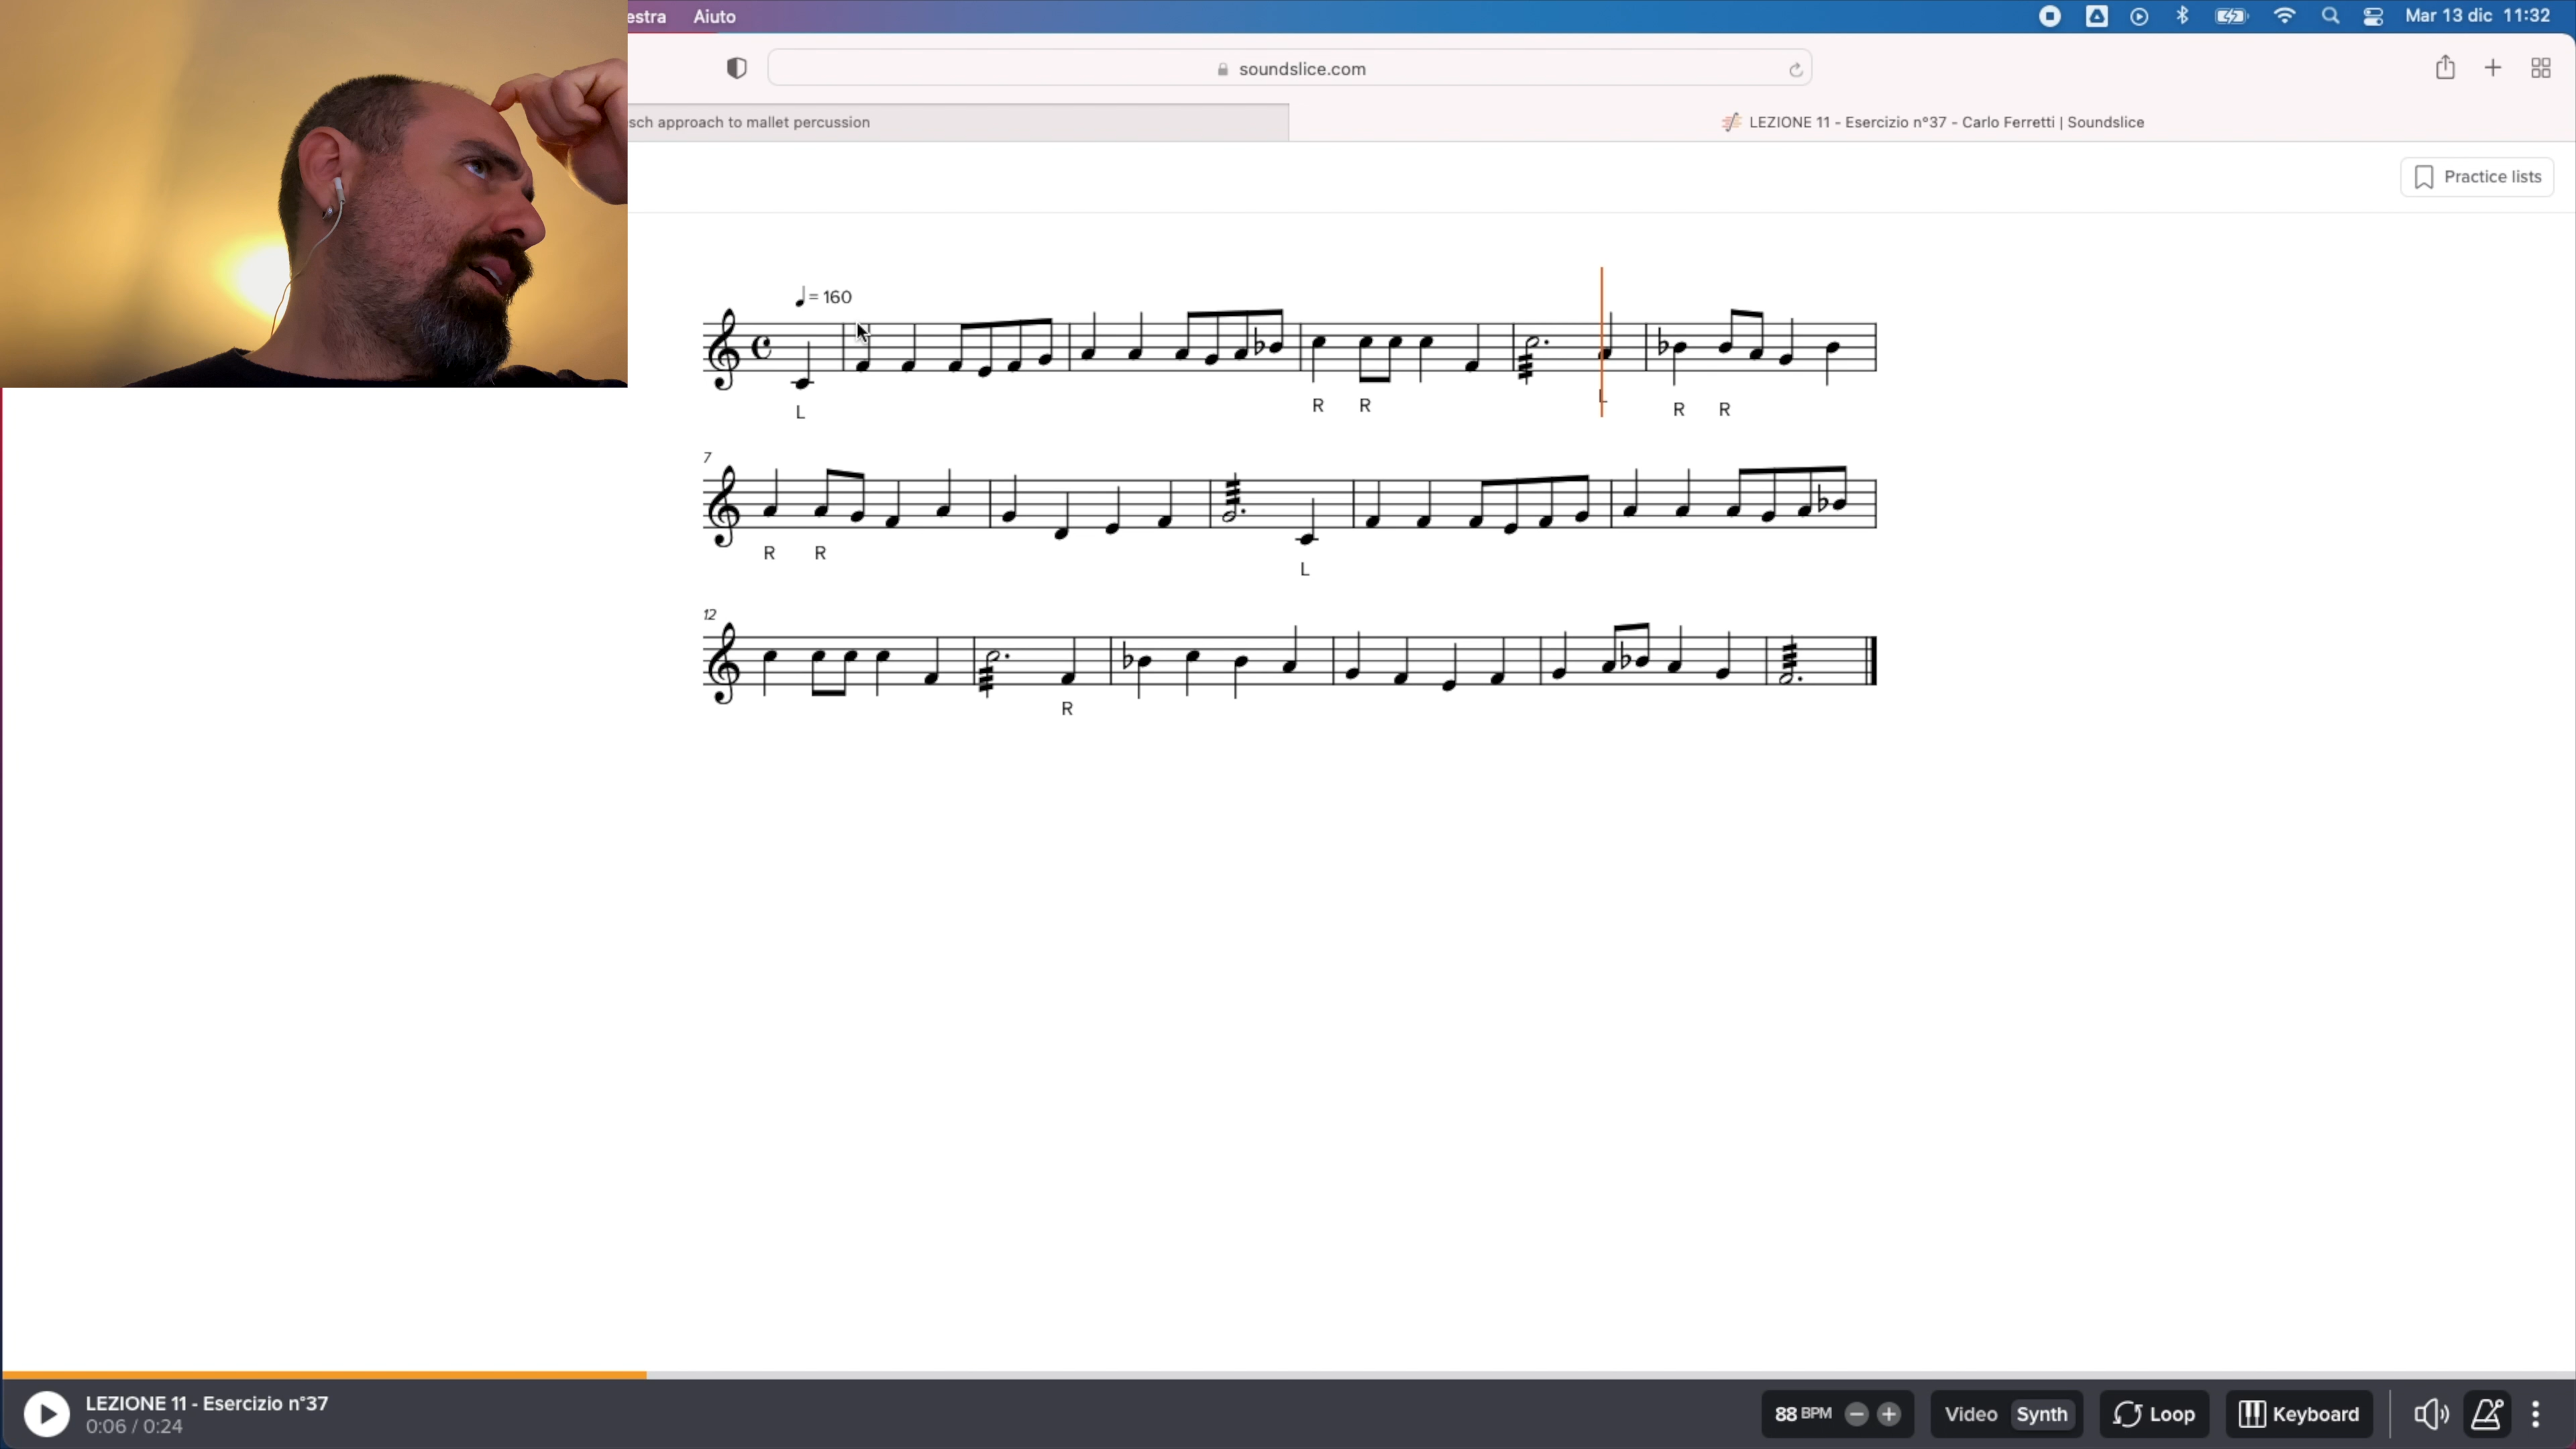 estra Aiuto Mar 13 dic 11:32
soundslice.com
sch approach to mallet percussion LEZIONE 11 - Esercizio n°37 - Carlo Ferretti | Soundslice
Practice lists
= 160
L R R L R R
7
R R L
12
R
LEZIONE 11 - Esercizio n°37
0:06 / 0:24
88 BPM Video Synth Loop Keyboard